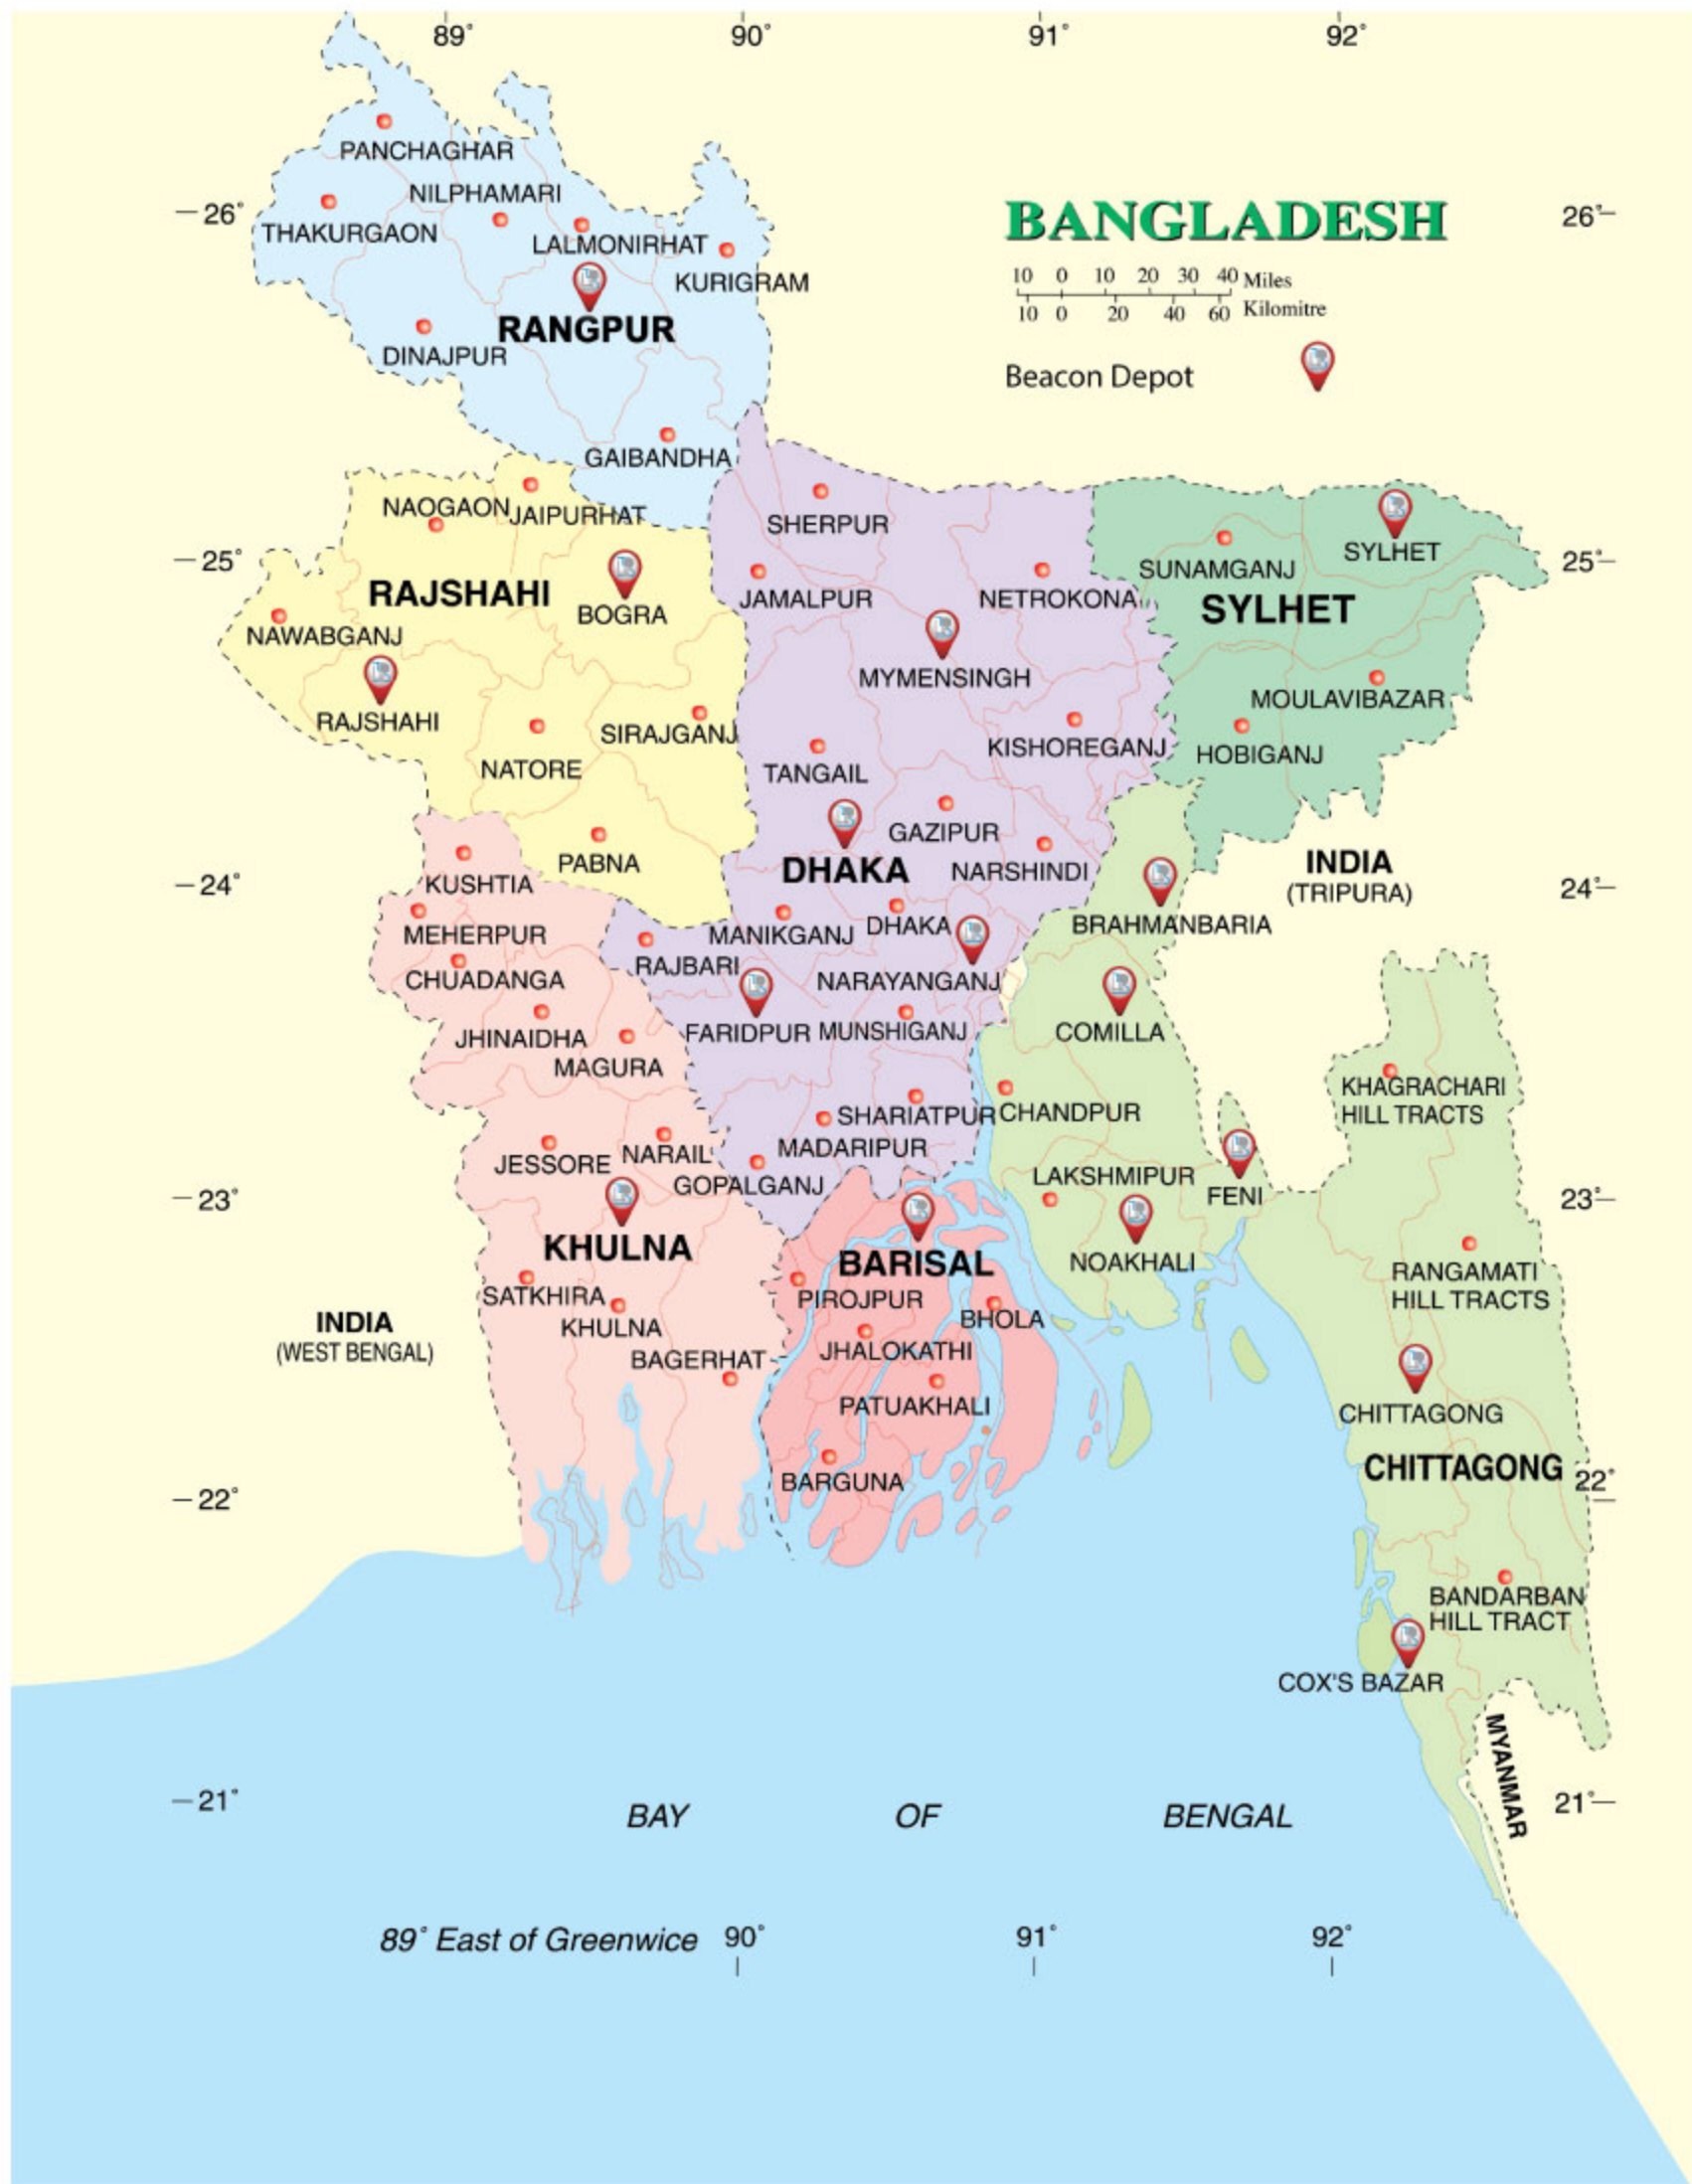 89° 90° 91° 92°
PANCHAGHAR
NILPHAMARI
26° THAKURGAON
LALMONIRHAT
KURIGRAM
RANGPUR
DINAJPUR
GAIBANDHA
BANGLADESH
26°
10 0 10 20 30 40 Miles
10 0 20 40 60 Kilomitre
Beacon Depot
NAOGAON
JAIPURHAT
25°
RAJSHAHI
BOGRA
NAWABGANJ
RAJSHAHI
SIRAJGANJ
NATORE
PABNA
SHERPUR
JAMALPUR
NETROKONA
MYMENSINGH
KISHOREGANJ
TANGAIL
GAZIPUR
DHAKA
NARSHINDI
MANIKGANJ
DHAKA
RAJBARI
NARAYANGANJ
FARIDPUR
MUNSHIGANJ
SHARIATPUR
MADARIPUR
GOPALGANJ
SYLHET
25°
SUNAMGANJ
SYLHET
MOULAVIBAZAR
HOBIGANJ
INDIA
(TRIPURA)
24°
24°
KUSHTIA
MEHERPUR
CHUADANGA
JHINAIDHA
MAGURA
JESSORE
NARAIL
23°
KHULNA
SATKHIRA
KHULNA
BAGERHAT
INDIA
(WEST BENGAL)
22°
BARISAL
PIROJPUR
BHOLA
JHALOKATHI
PATUAKHALI
BARGUNA
BRAHMANBARIA
COMILLA
CHANDPUR
LAKSHMIPUR
FENI
NOAKHALI
KHAGRACHARI
HILL TRACTS
23°
RANGAMATI
HILL TRACTS
CHITTAGONG
CHITTAGONG
22°
BANDARBAN
HILL TRACT
COX'S BAZAR
MYANMAR
21°
21°
BAY OF BENGAL
89° East of Greenwice 90° 91° 92°